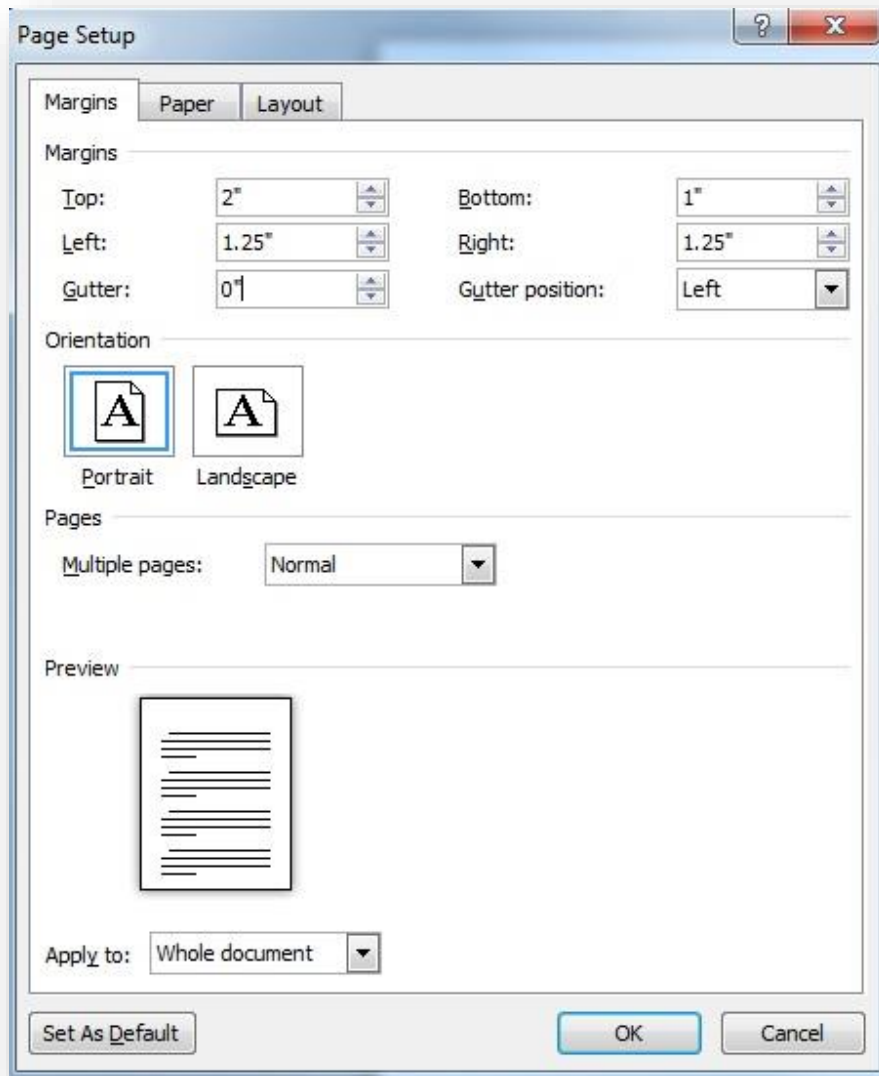 Page Setup
Margins Paper Layout
Margins
Top: 2" Bottom: 1"
Left: 1.25" Right: 1.25"
Gutter: 0" Gutter position: Left
Orientation
A A
Portrait Landscape
Pages
Multiple pages: Normal
Preview
Apply to: Whole document
Set As Default OK Cancel